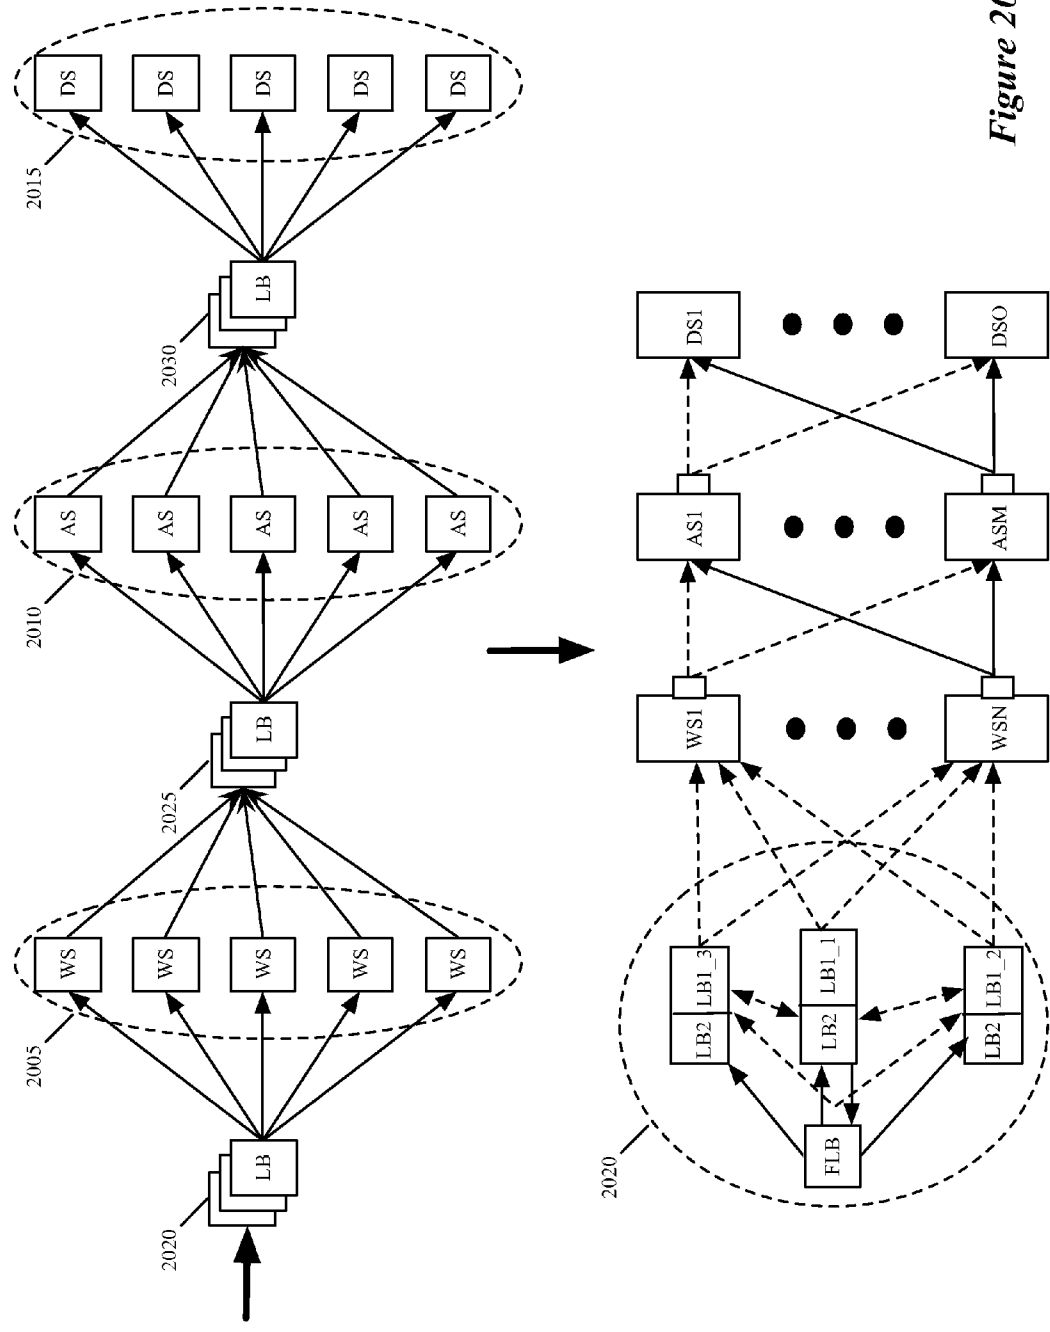 2005 2010 2015
WS AS DS
2020 WS 2025 AS 2030 DS
LB WS LB AS LB DS
WS AS DS
WS AS DS
2020
LB2 LB1_3 WS1 AS1 DS1
FLB LB2 LB1_1
LB2 LB1_2 WSN ASM DSO
Figure 20